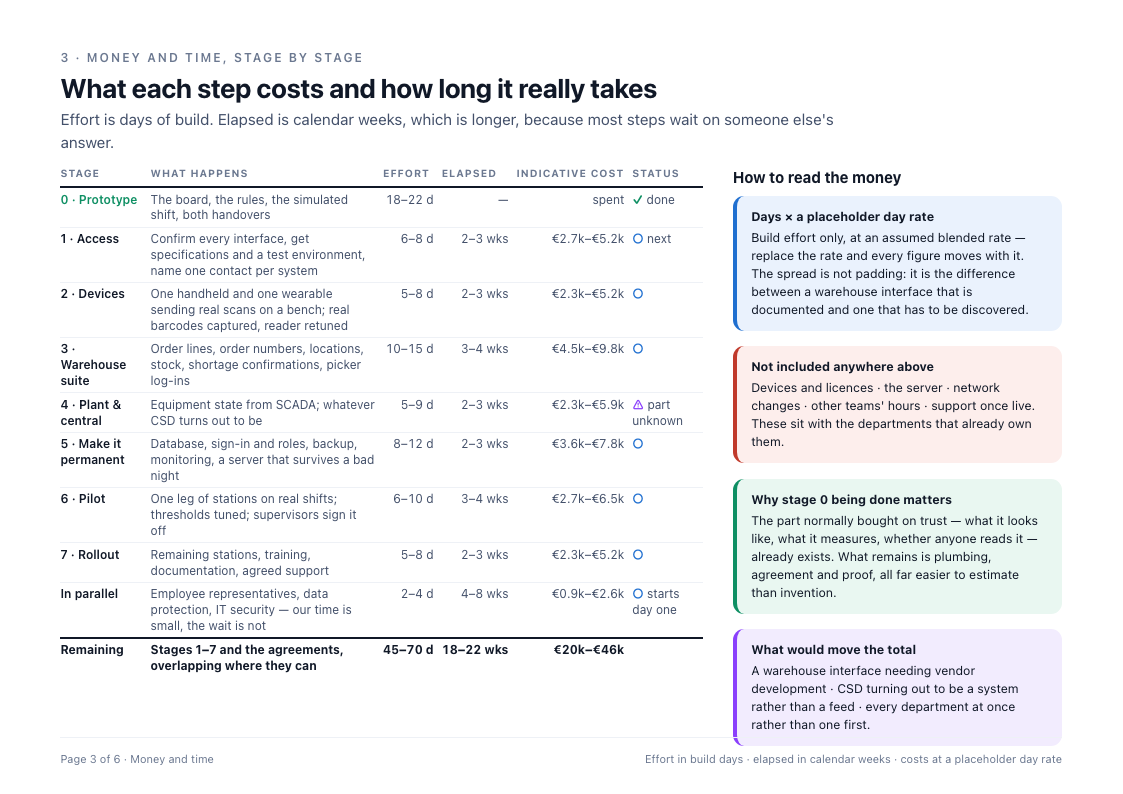 3 · MONEY AND TIME, STAGE BY STAGE
What each step costs and how long it really takes
Effort is days of build. Elapsed is calendar weeks, which is longer, because most steps wait on someone else's
answer.
STAGE WHAT HAPPENS EFFORT ELAPSED INDICATIVE COST STATUS
0 · Prototype The board, the rules, the simulated 18–22 d — spent ✓ done
shift, both handovers
1 · Access Confirm every interface, get 6–8 d 2–3 wks €2.7k–€5.2k next
specifications and a test environment,
name one contact per system
2 · Devices One handheld and one wearable 5–8 d 2–3 wks €2.3k–€5.2k
sending real scans on a bench; real
barcodes captured, reader retuned
3 · Order lines, order numbers, locations, 10–15 d 3–4 wks €4.5k–€9.8k
Warehouse stock, shortage confirmations, picker
suite log-ins
4 · Plant & Equipment state from SCADA; whatever 5–9 d 2–3 wks €2.3k–€5.9k part
central CSD turns out to be unknown
5 · Make it Database, sign-in and roles, backup, 8–12 d 2–3 wks €3.6k–€7.8k
permanent monitoring, a server that survives a bad
night
6 · Pilot One leg of stations on real shifts; 6–10 d 3–4 wks €2.7k–€6.5k
thresholds tuned; supervisors sign it
off
7 · Rollout Remaining stations, training, 5–8 d 2–3 wks €2.3k–€5.2k
documentation, agreed support
In parallel Employee representatives, data 2–4 d 4–8 wks €0.9k–€2.6k starts
protection, IT security — our time is day one
small, the wait is not
Remaining Stages 1–7 and the agreements, 45–70 d 18–22 wks €20k–€46k
overlapping where they can
How to read the money
Days × a placeholder day rate
Build effort only, at an assumed blended rate —
replace the rate and every figure moves with it.
The spread is not padding: it is the difference
between a warehouse interface that is
documented and one that has to be discovered.
Not included anywhere above
Devices and licences · the server · network
changes · other teams' hours · support once live.
These sit with the departments that already own
them.
Why stage 0 being done matters
The part normally bought on trust — what it looks
like, what it measures, whether anyone reads it —
already exists. What remains is plumbing,
agreement and proof, all far easier to estimate
than invention.
What would move the total
A warehouse interface needing vendor
development · CSD turning out to be a system
rather than a feed · every department at once
rather than one first.
Page 3 of 6 · Money and time
Effort in build days · elapsed in calendar weeks · costs at a placeholder day rate